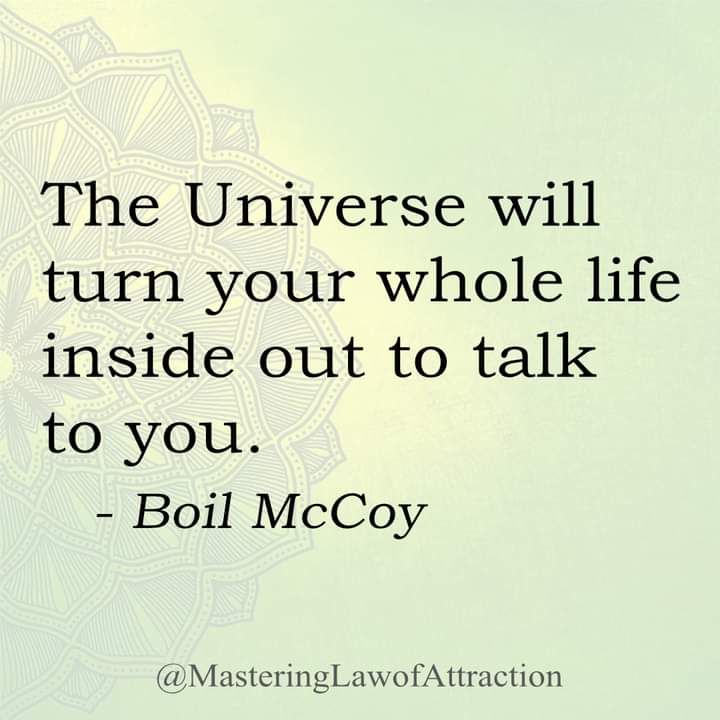 The Universe will
turn your whole life
inside out to talk
to you.
- Boil McCoy
@MasteringLawofAttraction